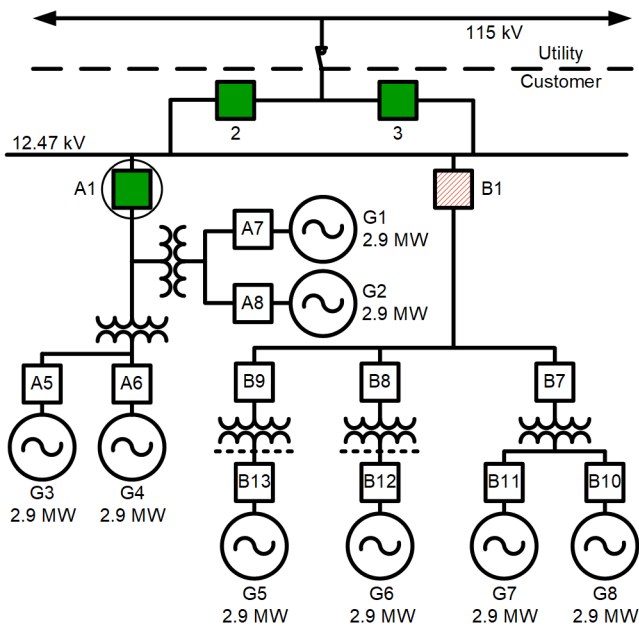 115 kV
Utility
Customer
2
3
12.47 kV
A1
B1
A7
G1
2.9 MW
A8
G2
2.9 MW
A5
A6
B9
B8
B7
G3
2.9 MW
G4
2.9 MW
B13
B12
B11
B10
G5
2.9 MW
G6
2.9 MW
G7
2.9 MW
G8
2.9 MW